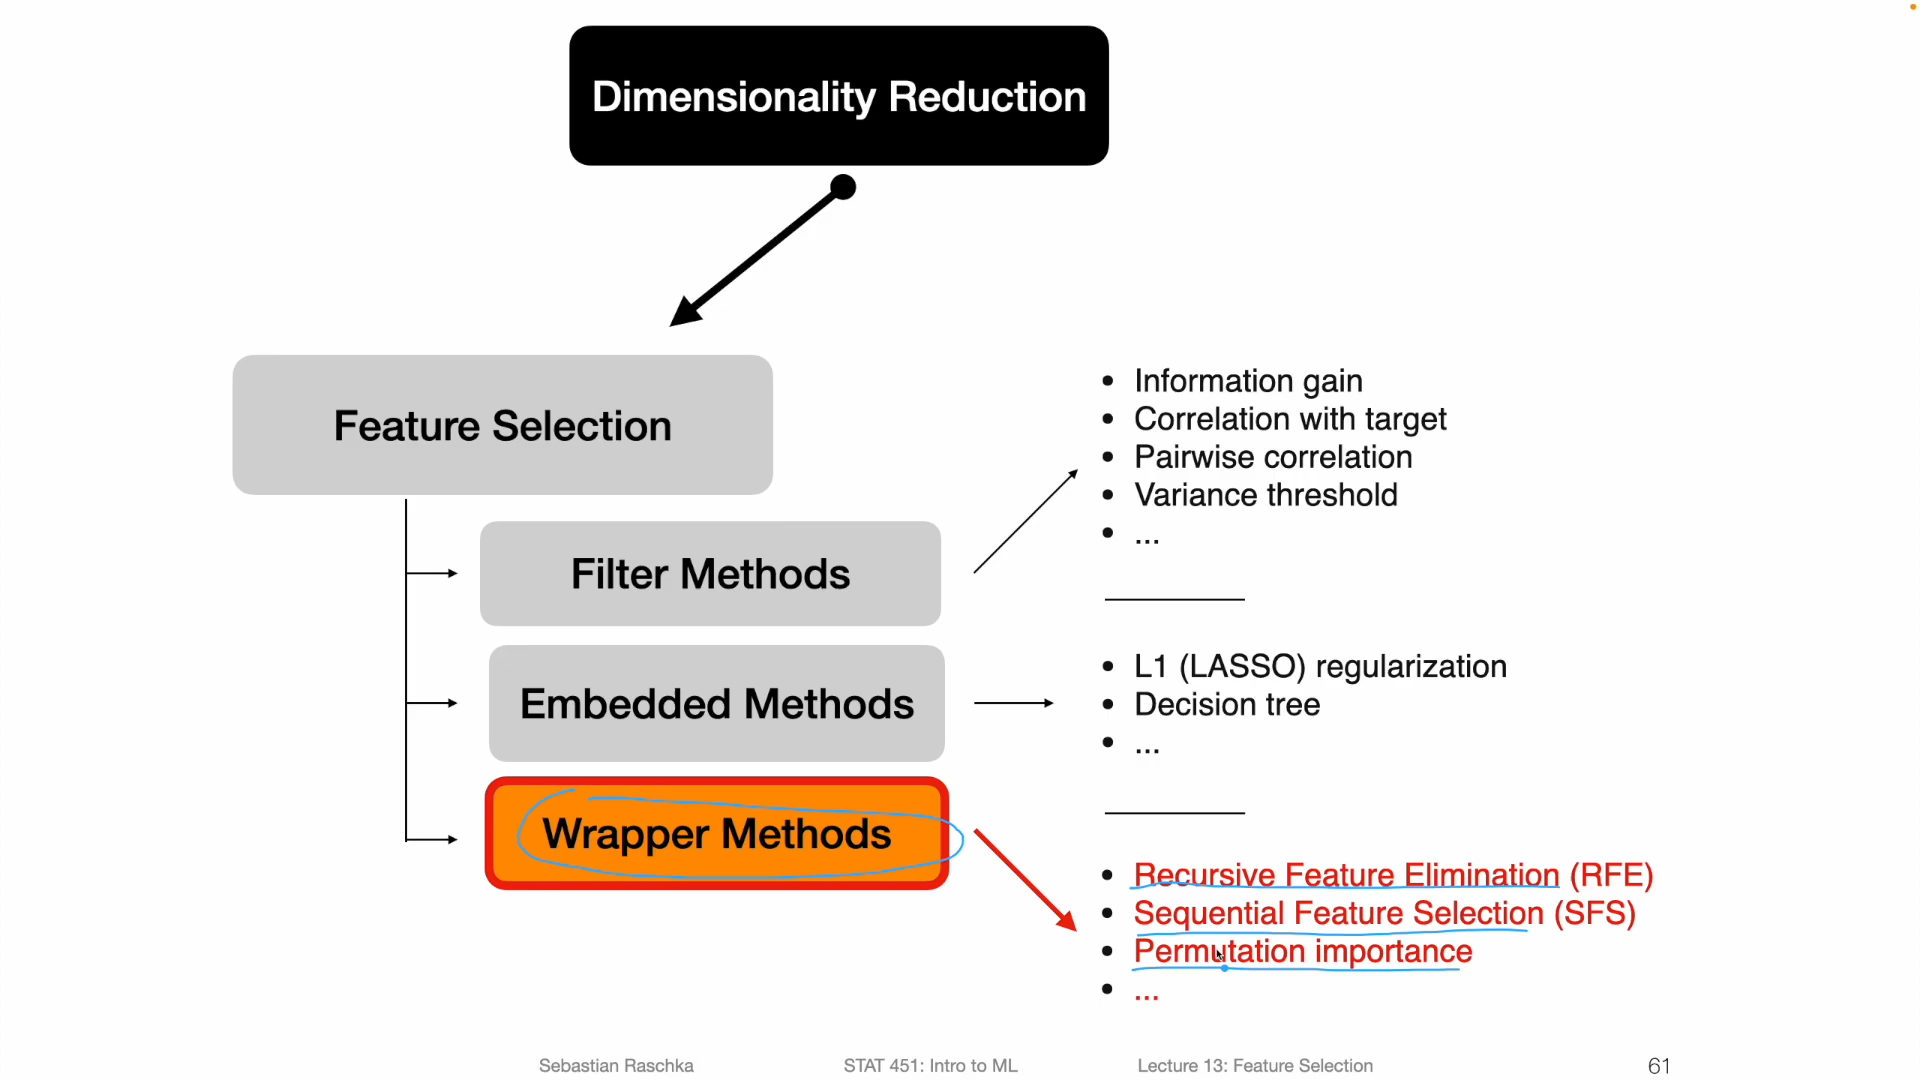 Dimensionality Reduction
Feature Selection
Filter Methods
Embedded Methods
Wrapper Methods
• Information gain
• Correlation with target
• Pairwise correlation
• Variance threshold
• ...
• L1 (LASSO) regularization
• Decision tree
• ...
• Recursive Feature Elimination (RFE)
• Sequential Feature Selection (SFS)
• Permutation importance
• ...
Sebastian Raschka
STAT 451: Intro to ML
Lecture 13: Feature Selection
61